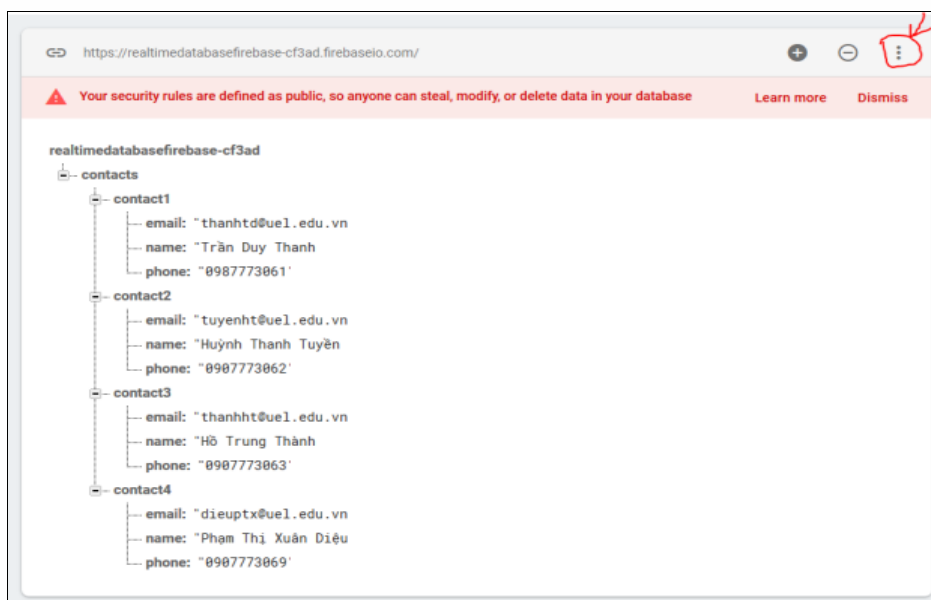 https://realtimedatabasefirebase-cf3ad.firebaseio.com/
Your security rules are defined as public, so anyone can steal, modify, or delete data in your database Learn more Dismiss
realtimedatabasefirebase-cf3ad
contacts
contact1
email: "thanhtd@uel.edu.vn
name: "Trần Duy Thanh
phone: "0987773061'
contact2
email: "tuyenht@uel.edu.vn
name: "Huỳnh Thanh Tuyền
phone: "0907773062'
contact3
email: "thanhht@uel.edu.vn
name: "Hồ Trung Thành
phone: "0907773063'
contact4
email: "dieuptx@uel.edu.vn
name: "Phạm Thị Xuân Diệu
phone: "0907773069'